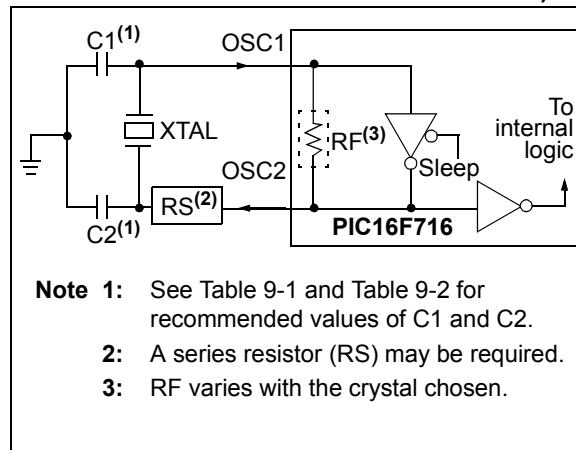 C1(1)
OSC1
XTAL
RF(3)
To
internal
logic
OSC2
Sleep
RS(2)
C2(1)
PIC16F716
Note 1: See Table 9-1 and Table 9-2 for
recommended values of C1 and C2.
2: A series resistor (RS) may be required.
3: RF varies with the crystal chosen.